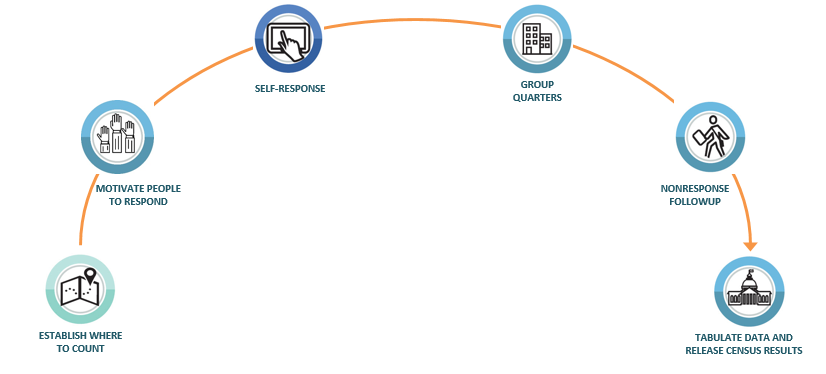 SELF-RESPONSE
GROUP
QUARTERS
MOTIVATE PEOPLE
TO RESPOND
NONRESPONSE
FOLLOWUP
ESTABLISH WHERE
TO COUNT
TABULATE DATA AND
RELEASE CENSUS RESULTS